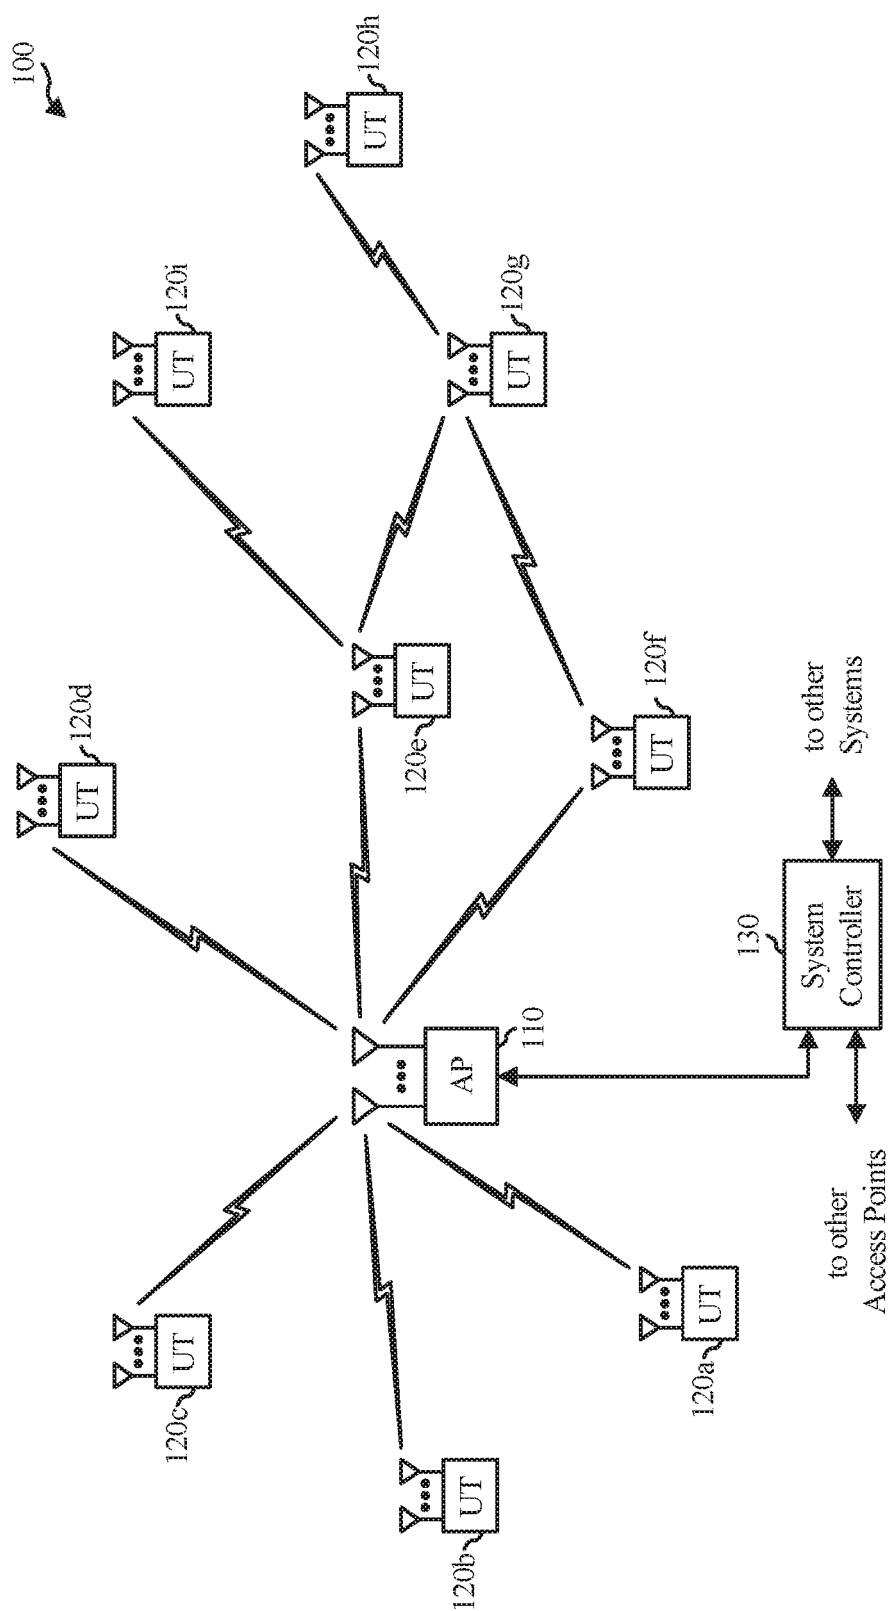 100
120d
UT
120i
UT
120h
UT
120c
UT
120e
UT
120g
UT
120b
UT
AP
110
120f
UT
120a
UT
130
System
Controller
to other
Systems
to other
Access Points